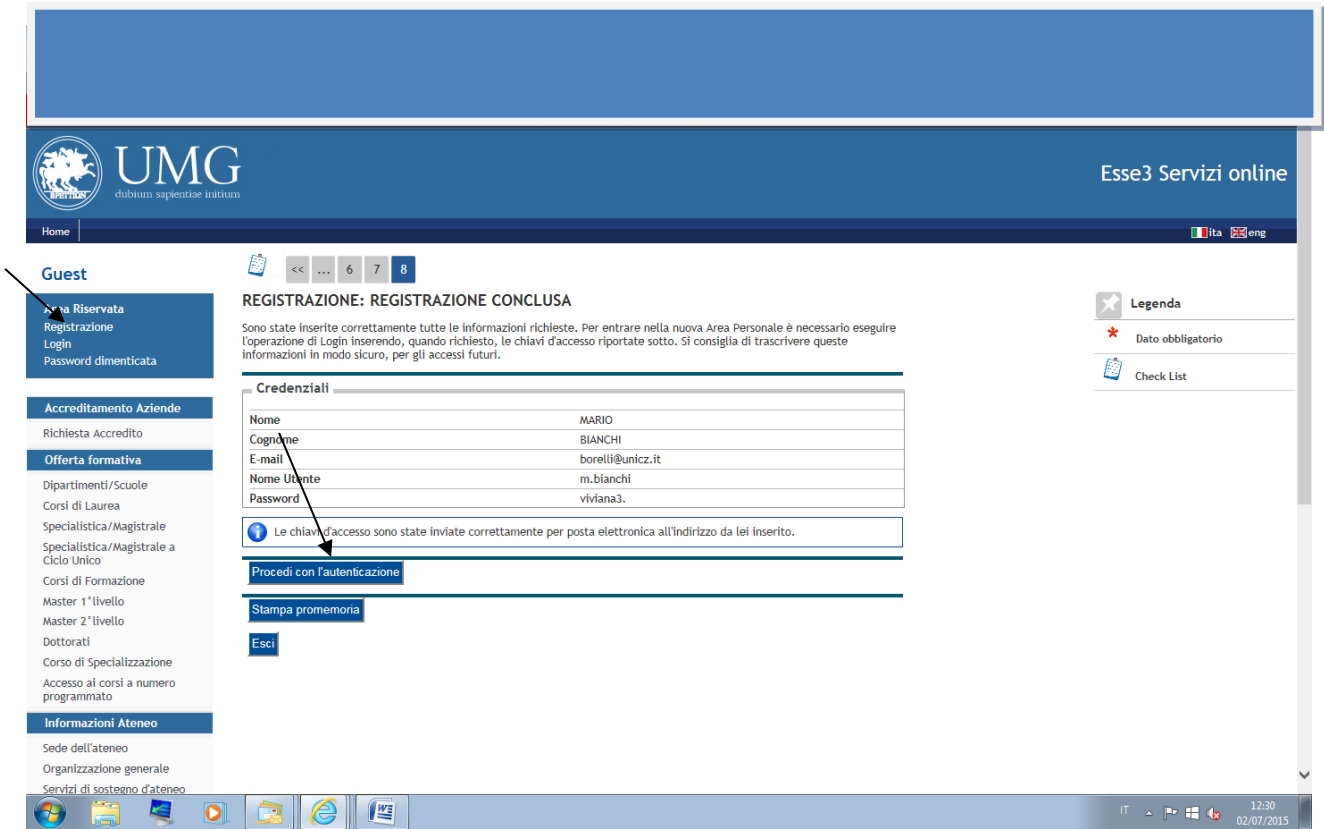 UMG
dubium sapientiae initium
Esse3 Servizi online
Home
ita eng
Guest
Area Riservata
Registrazione
Login
Password dimenticata
Accreditamento Aziende
Richiesta Accredito
Offerta formativa
Dipartimenti/Scuole
Corsi di Laurea
Specialistica/Magistrale
Specialistica/Magistrale a
Ciclo Unico
Corsi di Formazione
Master 1°livello
Master 2°livello
Dottorati
Corso di Specializzazione
Accesso ai corsi a numero
programmato
Informazioni Ateneo
Sede dell'ateneo
Organizzazione generale
Servizi di sostegno d'ateneo
<< ... 6 7 8
REGISTRAZIONE: REGISTRAZIONE CONCLUSA
Sono state inserite correttamente tutte le informazioni richieste. Per entrare nella nuova Area Personale è necessario eseguire
l'operazione di Login inserendo, quando richiesto, le chiavi d'accesso riportate sotto. Si consiglia di trascrivere queste
informazioni in modo sicuro, per gli accessi futuri.
Credenziali
Nome MARIO
Cognome BIANCHI
E-mail borelli@unicz.it
Nome Utente m.bianchi
Password viviana3.
Le chiavi d'accesso sono state inviate correttamente per posta elettronica all'indirizzo da lei inserito.
Procedi con l'autenticazione
Stampa promemoria
Esci
Legenda
* Dato obbligatorio
Check List
IT 12:30
02/07/2015